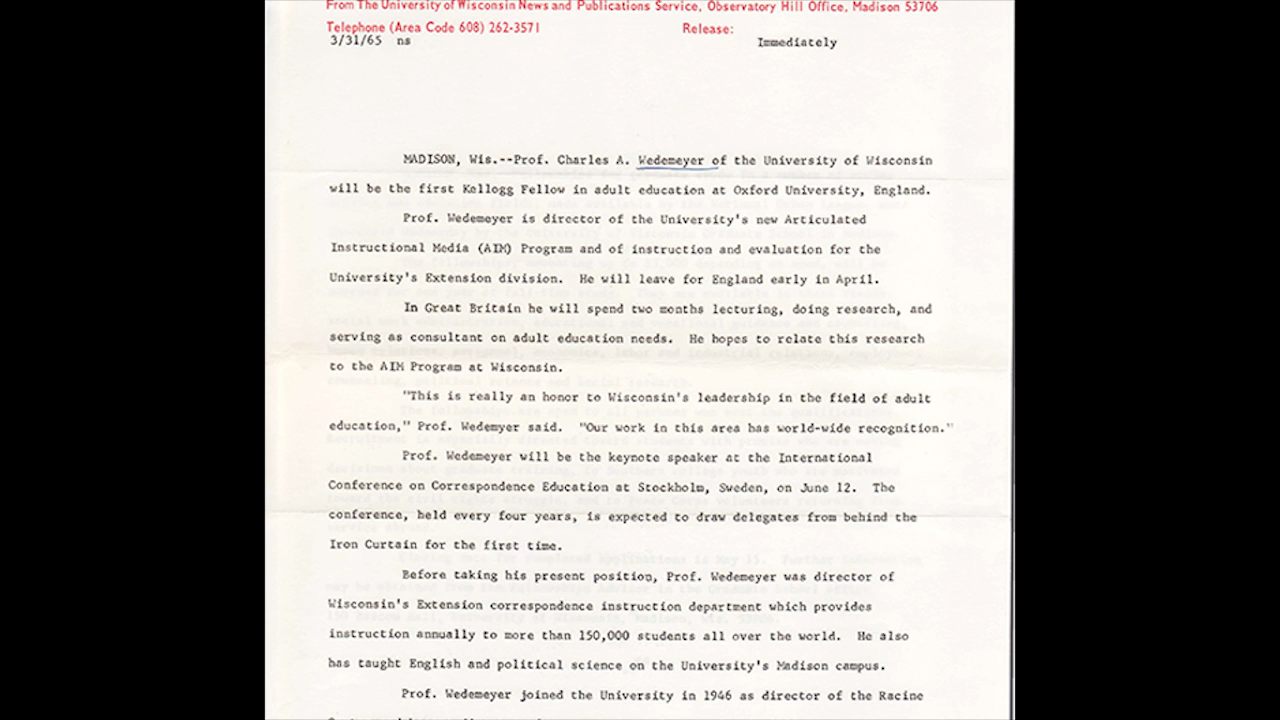 From The University of Wisconsin News and Publications Service, Observatory Hill Office, Madison 53706
Telephone (Area Code 608) 262-3571 Release:
3/31/65 ns Immediately
MADISON, Wis.--Prof. Charles A. Wedemeyer of the University of Wisconsin
will be the first Kellogg Fellow in adult education at Oxford University, England.
Prof. Wedemeyer is director of the University's new Articulated
Instructional Media (AIM) Program and of instruction and evaluation for the
University's Extension division. He will leave for England early in April.
In Great Britain he will spend two months lecturing, doing research, and
serving as consultant on adult education needs. He hopes to relate this research
to the AIM Program at Wisconsin.
"This is really an honor to Wisconsin's leadership in the field of adult
education," Prof. Wedemyer said. "Our work in this area has world-wide recognition."
Prof. Wedemeyer will be the keynote speaker at the International
Conference on Correspondence Education at Stockholm, Sweden, on June 12. The
conference, held every four years, is expected to draw delegates from behind the
Iron Curtain for the first time.
Before taking his present position, Prof. Wedemeyer was director of
Wisconsin's Extension correspondence instruction department which provides
instruction annually to more than 150,000 students all over the world. He also
has taught English and political science on the University's Madison campus.
Prof. Wedemeyer joined the University in 1946 as director of the Racine